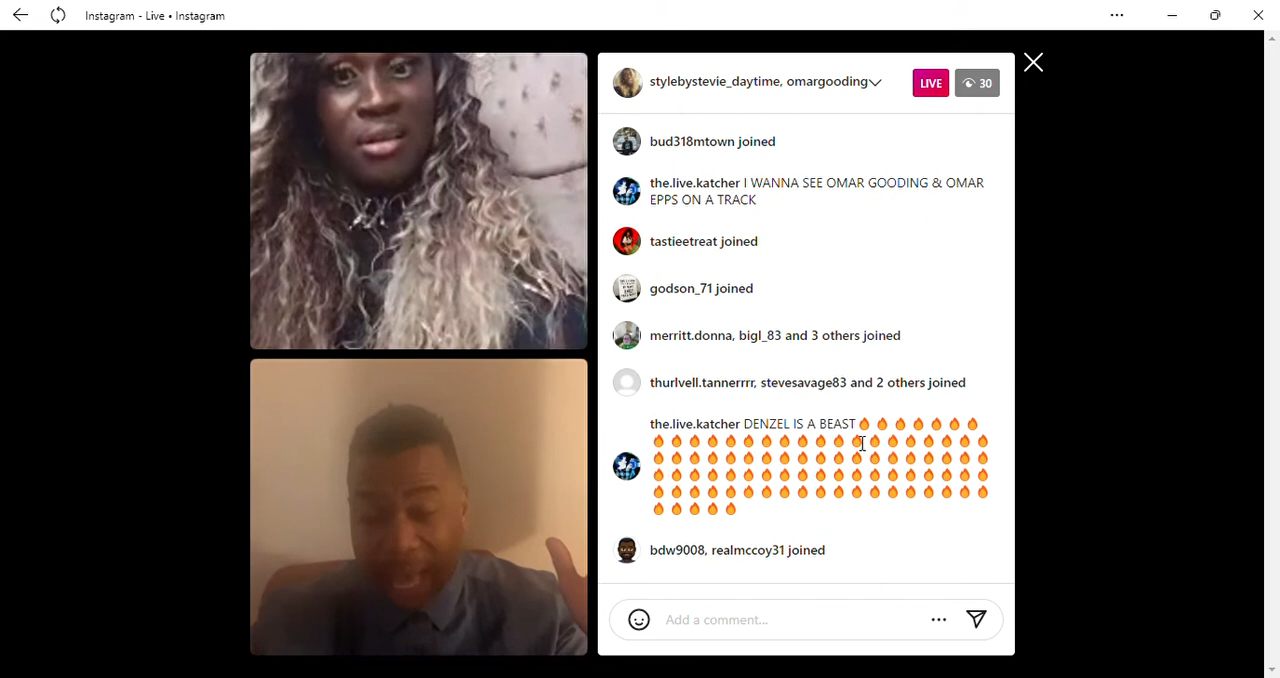 Instagram - Live • Instagram
stylebystevie_daytime, omargooding
LIVE
30
bud318mtown joined
the.live.katcher I WANNA SEE OMAR GOODING & OMAR
EPPS ON A TRACK
tastieetreat joined
godson_71 joined
merritt.donna, bigl_83 and 3 others joined
thurlvell.tannerrrr, stevesavage83 and 2 others joined
the.live.katcher DENZEL IS A BEAST🔥🔥🔥🔥🔥🔥🔥
🔥🔥🔥🔥🔥🔥🔥🔥🔥🔥🔥🔥🔥🔥🔥🔥🔥🔥🔥
🔥🔥🔥🔥🔥🔥🔥🔥🔥🔥🔥🔥🔥🔥🔥🔥🔥🔥🔥
🔥🔥🔥🔥🔥🔥🔥🔥🔥🔥🔥🔥🔥🔥🔥🔥🔥🔥🔥
🔥🔥🔥🔥🔥🔥🔥🔥🔥🔥🔥🔥🔥🔥🔥🔥🔥🔥🔥
🔥🔥🔥🔥🔥
bdw9008, realmccoy31 joined
Add a comment...